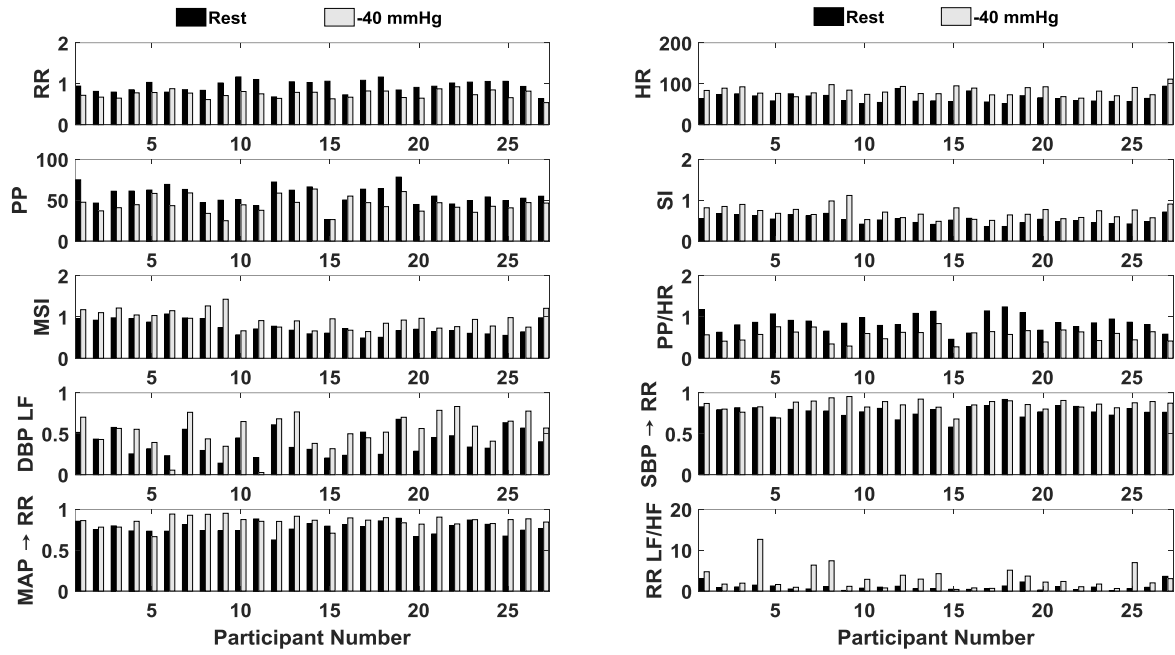 Rest -40 mmHg
RR
2
1
0
5 10 15 20 25
PP
100
50
0
5 10 15 20 25
MSI
2
1
0
5 10 15 20 25
DBP LF
1
0.5
0
5 10 15 20 25
MAP → RR
1
0.5
0
5 10 15 20 25
Participant Number
Rest -40 mmHg
HR
200
100
0
5 10 15 20 25
SI
2
1
0
5 10 15 20 25
PP/HR
2
1
0
5 10 15 20 25
SBP → RR
1
0.5
0
5 10 15 20 25
RR LF/HF
20
10
0
5 10 15 20 25
Participant Number